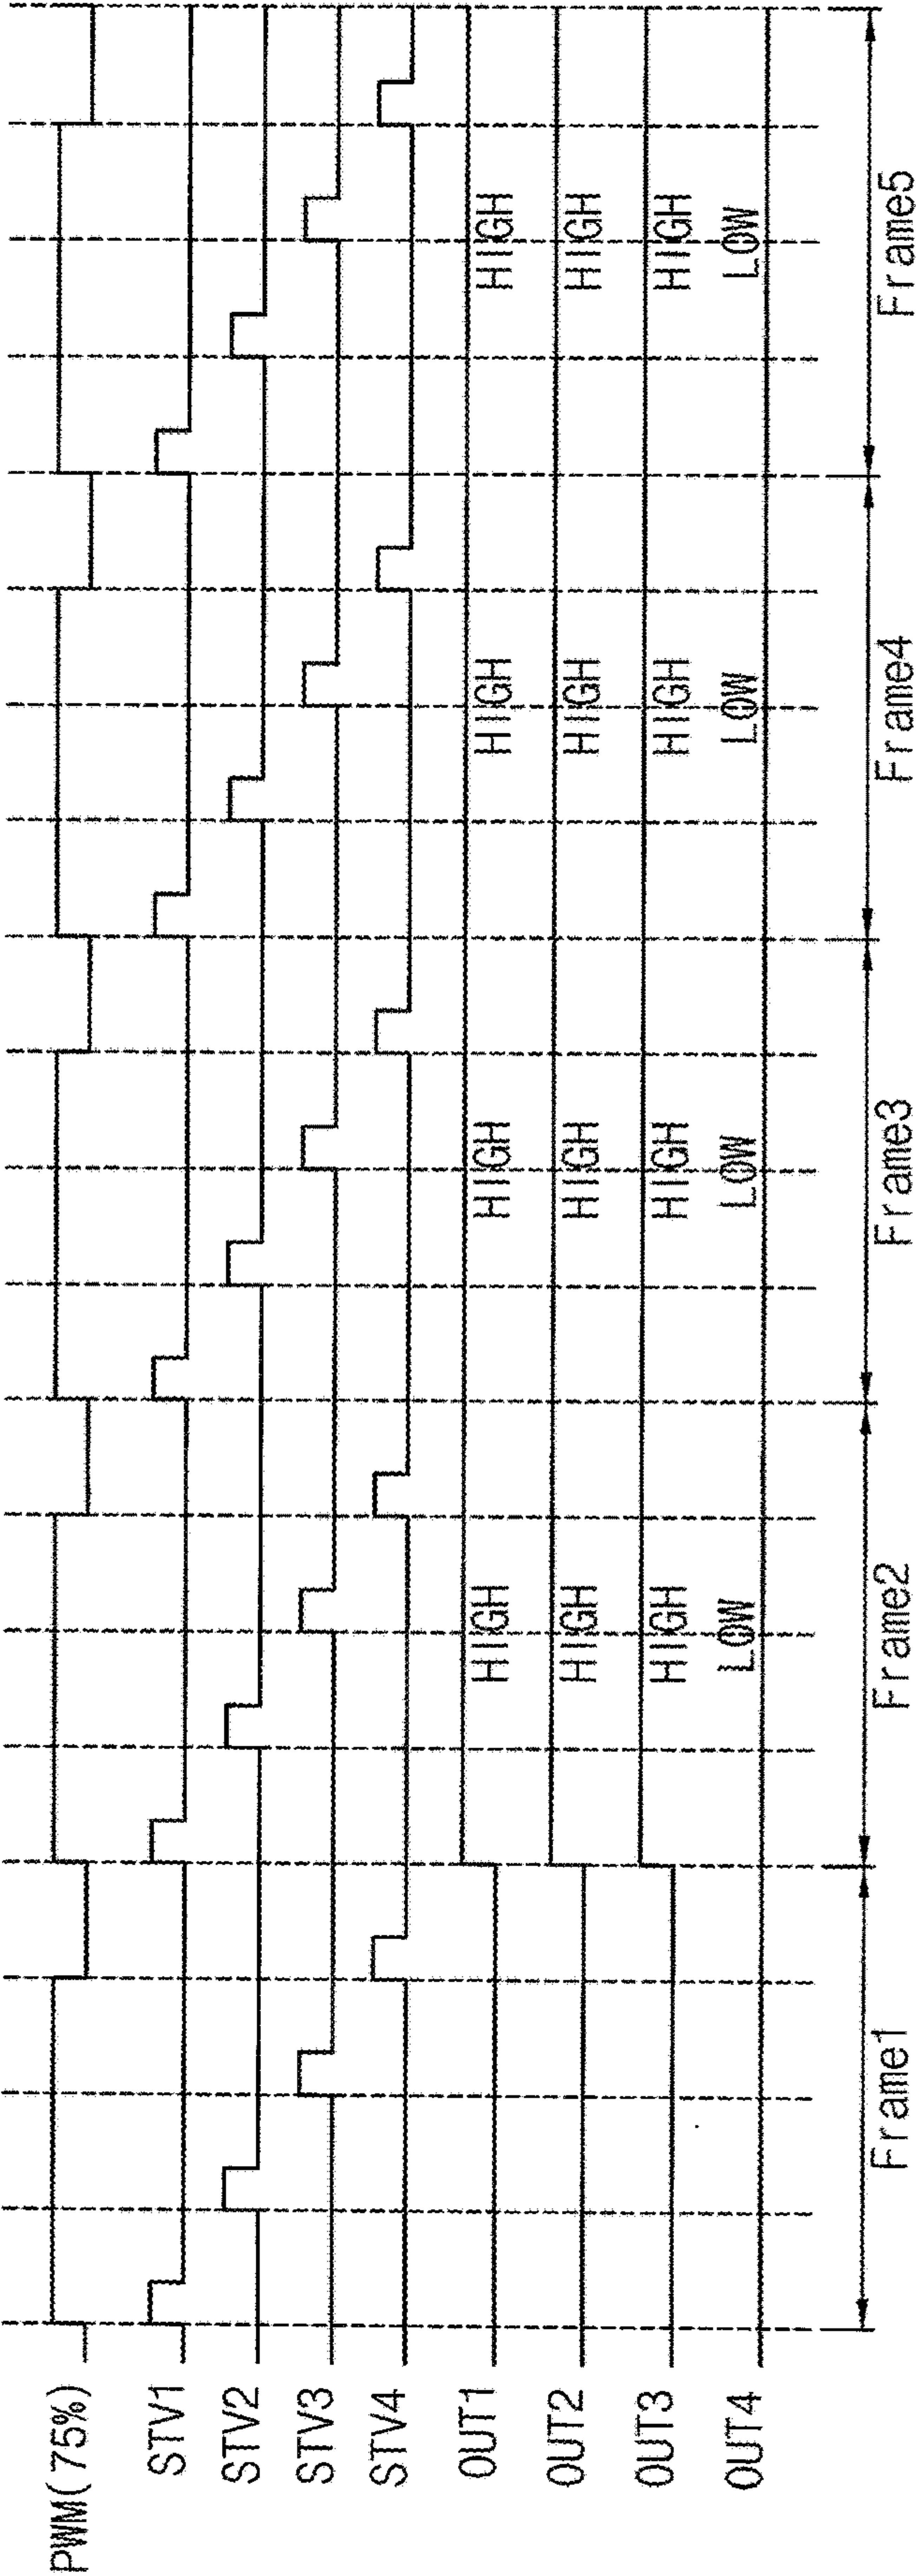 PWM(75%)
STV1
STV2
STV3
STV4
OUT1
HIGH HIGH HIGH HIGH
OUT2
HIGH HIGH HIGH HIGH
OUT3
HIGH HIGH HIGH HIGH
OUT4
LOW LOW LOW LOW
Frame1 Frame2 Frame3 Frame4 Frame5